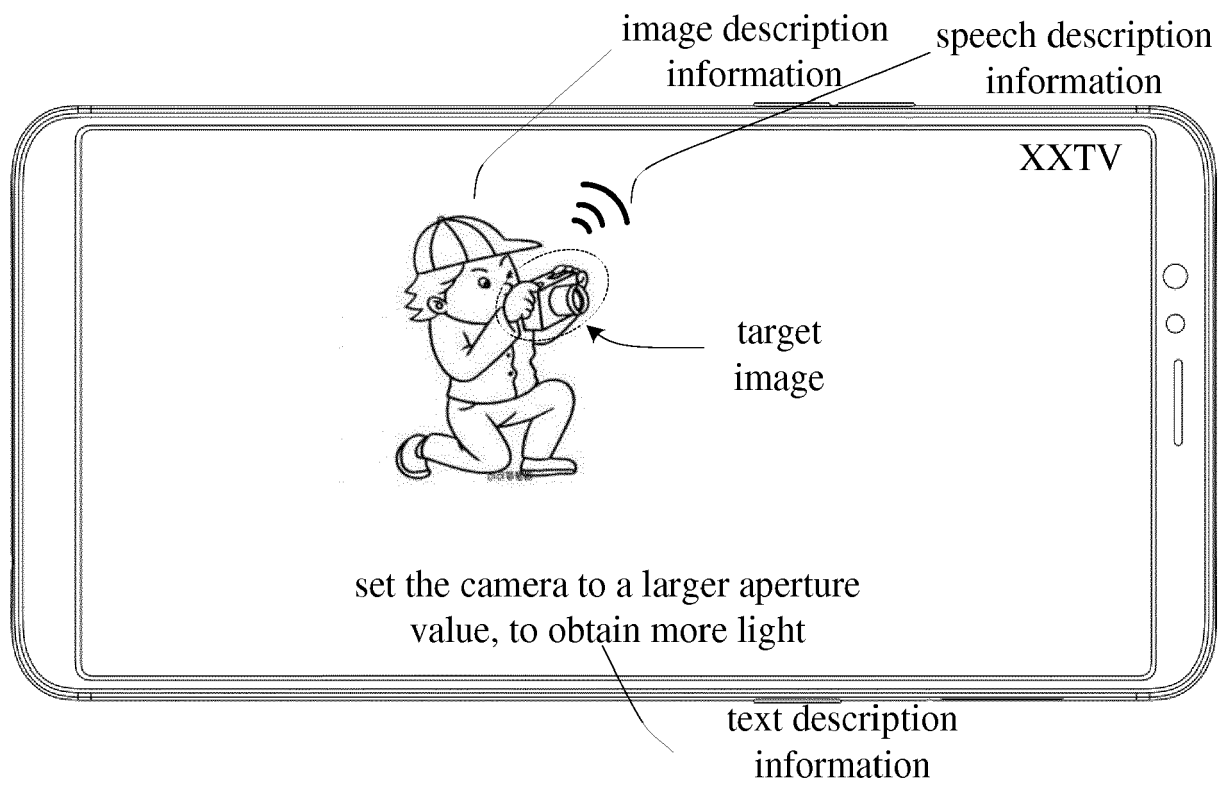 image description
information
speech description
information
XXTV
target
image
set the camera to a larger aperture
value, to obtain more light
text description
information